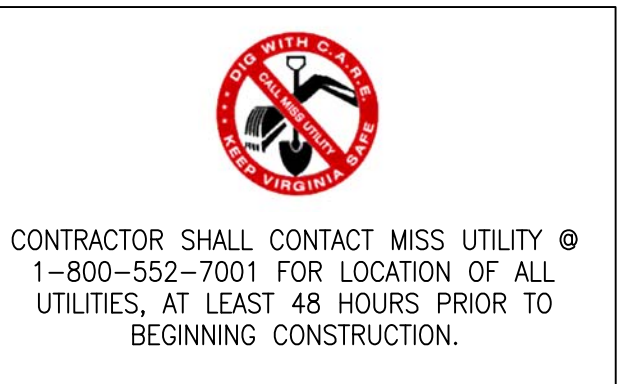 .... DIG WITH C.A.R.E.
CALL MISS UTILITY
KEEP VIRGINIA SAFE
CONTRACTOR SHALL CONTACT MISS UTILITY @
1-800-552-7001 FOR LOCATION OF ALL
UTILITIES, AT LEAST 48 HOURS PRIOR TO
BEGINNING CONSTRUCTION.